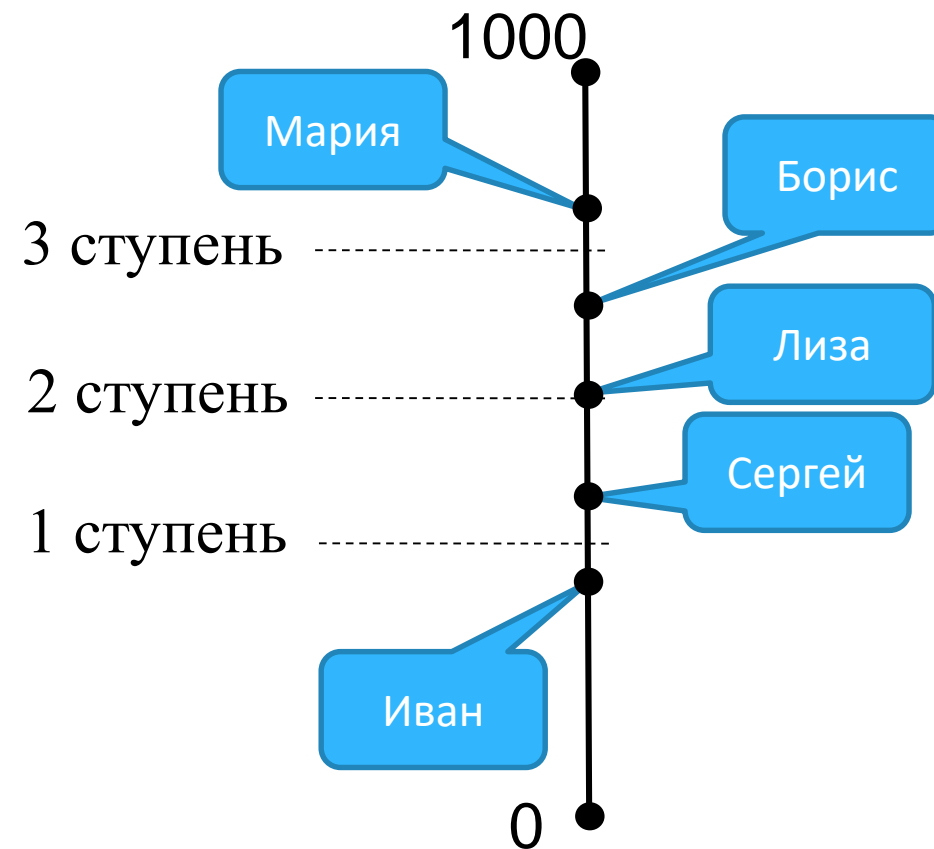 1000
Мария
Борис
3 ступень
Лиза
2 ступень
Сергей
1 ступень
Иван
0